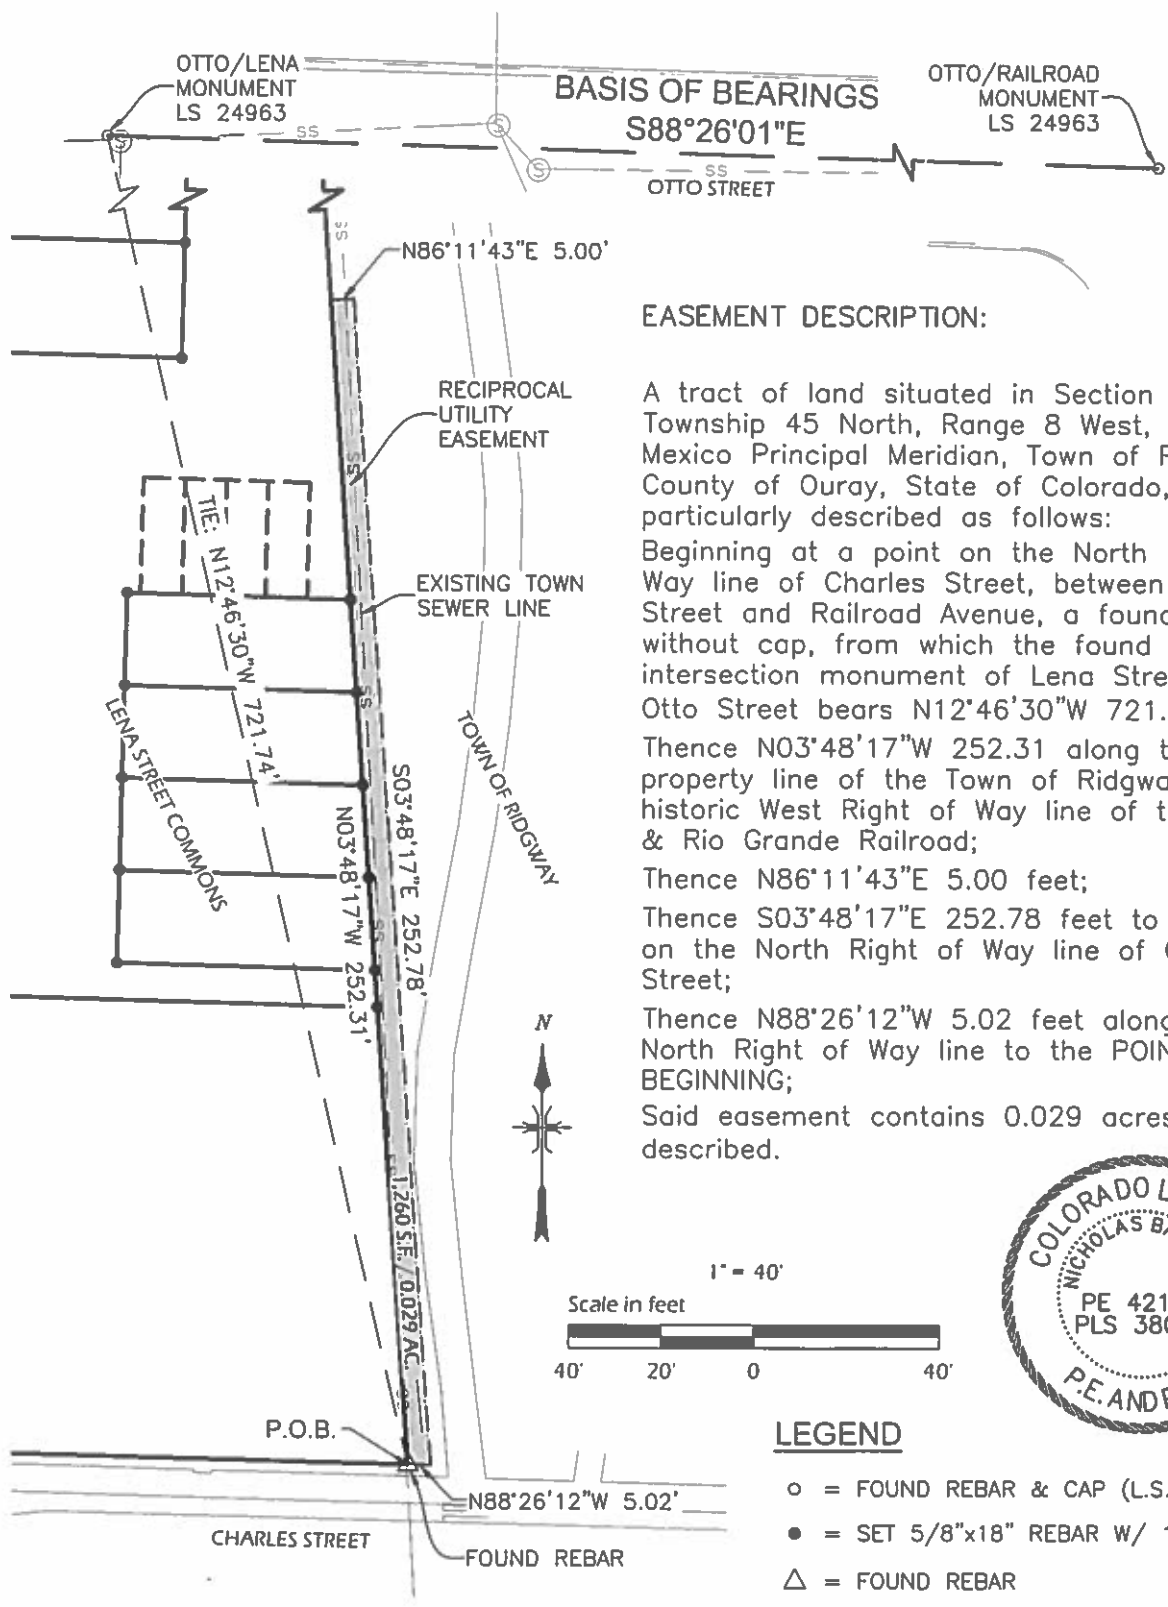 OTTO/LENA
MONUMENT
LS 24963
BASIS OF BEARINGS
S88°26'01"E
OTTO/RAILROAD
MONUMENT
LS 24963
SS
SS
S
S
S
OTTO STREET
SS
N86°11'43"E 5.00'
RECIPROCAL
UTILITY
EASEMENT
SS
EXISTING TOWN
SEWER LINE
SS
TIE: N12°46'30"W 721.74'
LENA STREET COMMONS
TOWN OF RIDGWAY
S03°48'17"E 252.78'
N03°48'17"W 252.31'
SS
1,260 S.F. / 0.029 AC.
P.O.B.
N88°26'12"W 5.02'
CHARLES STREET
FOUND REBAR
EASEMENT DESCRIPTION:
A tract of land situated in Section
Township 45 North, Range 8 West,
Mexico Principal Meridian, Town of
County of Ouray, State of Colorado,
particularly described as follows:
Beginning at a point on the North
Way line of Charles Street, between
Street and Railroad Avenue, a
without cap, from which the found
intersection monument of Lena
Otto Street bears N12°46'30"W 721.
Thence N03°48'17"W 252.31 along
property line of the Town of
historic West Right of Way line of
& Rio Grande Railroad;
Thence N86°11'43"E 5.00 feet;
Thence S03°48'17"E 252.78 feet to
on the North Right of Way line of
Street;
Thence N88°26'12"W 5.02 feet along
North Right of Way line to the
BEGINNING;
Said easement contains 0.029 acres
described.
N
1" = 40'
Scale in feet
40' 20' 0 40'
COLORADO
NICHOLAS
PE 421
PLS 380
P.E. AND
LEGEND
○ = FOUND REBAR & CAP (L.S.
● = SET 5/8"x18" REBAR W/
△ = FOUND REBAR